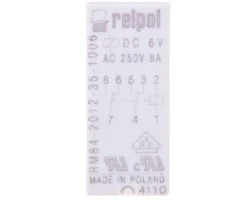 relpol
DC 6V
AC 250V 8A
8 6 5 3 2
7 4 1
RM84-2012-35-1006
MADE IN POLAND
4110